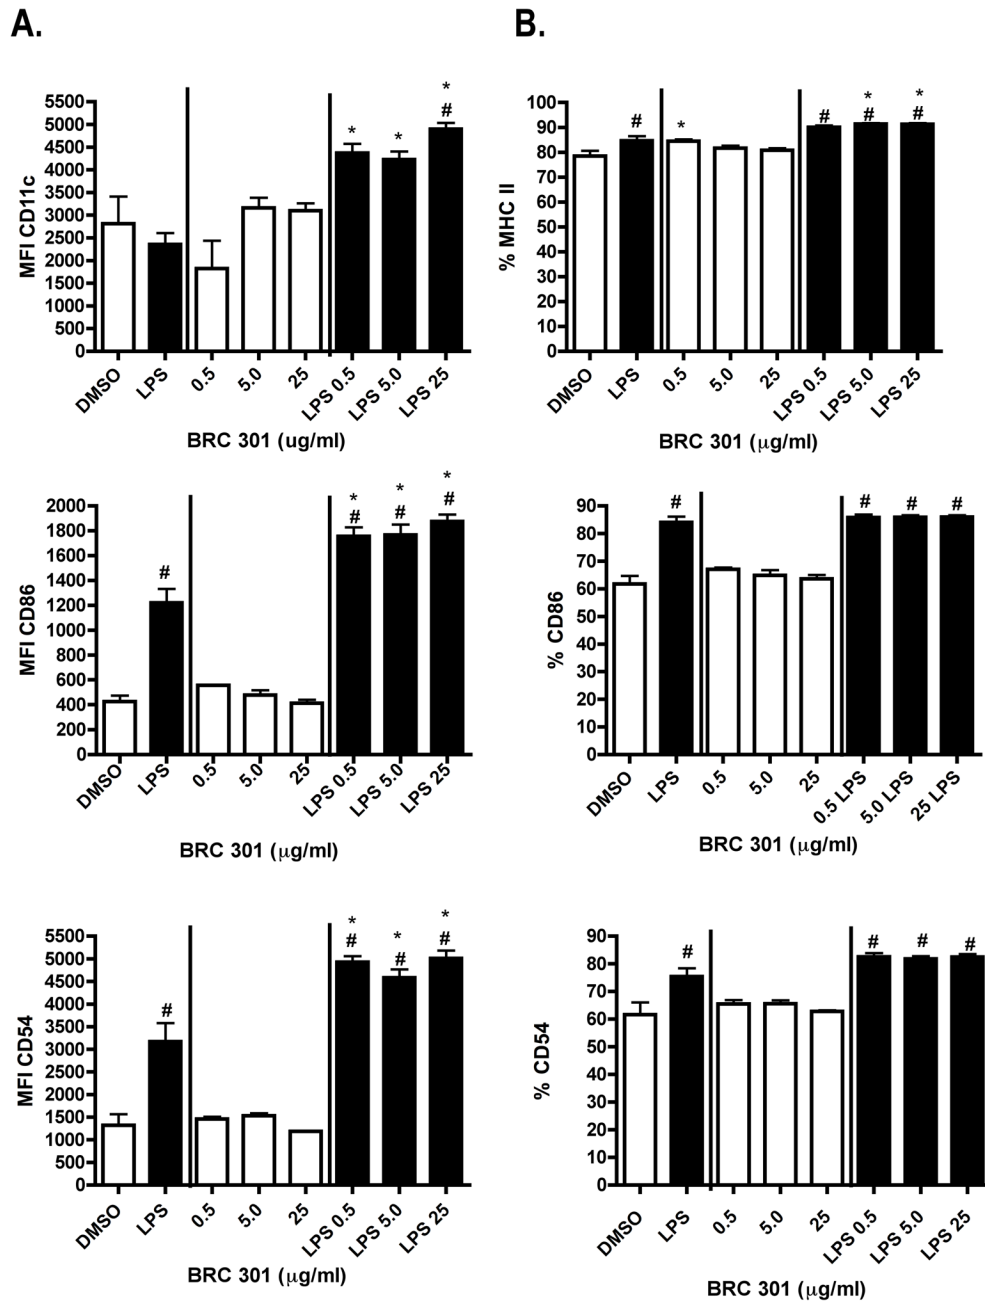 A.
B.
* #
5500
5000
4500
4000
3500
3000
2500
2000
1500
1000
500
0
MFI CD11c
* * * #
DMSO LPS 0.5 5.0 25 LPS 0.5 LPS 5.0 LPS 25
BRC 301 (ug/ml)
100
90
80
70
60
50
40
30
20
10
0
% MHC II
# * # * # * #
DMSO LPS 0.5 5.0 25 LPS 0.5 LPS 5.0 LPS 25
BRC 301 (μg/ml)
2000
1800
1600
1400
1200
1000
800
600
400
200
0
MFI CD86
# * # * # * #
DMSO LPS 0.5 5.0 25 LPS 0.5 LPS 5.0 LPS 25
BRC 301 (μg/ml)
90
80
70
60
50
40
30
20
10
0
% CD86
# # # #
DMSO LPS 0.5 5.0 25 0.5 LPS 5.0 LPS 25 LPS
BRC 301 (μg/ml)
5500
5000
4500
4000
3500
3000
2500
2000
1500
1000
500
0
MFI CD54
# * # * # * #
DMSO LPS 0.5 5.0 25 LPS 0.5 LPS 5.0 LPS 25
BRC 301 (μg/ml)
90
80
70
60
50
40
30
20
10
0
% CD54
# # # #
DMSO LPS 0.5 5.0 25 LPS 0.5 LPS 5.0 LPS 25
BRC 301 (μg/ml)